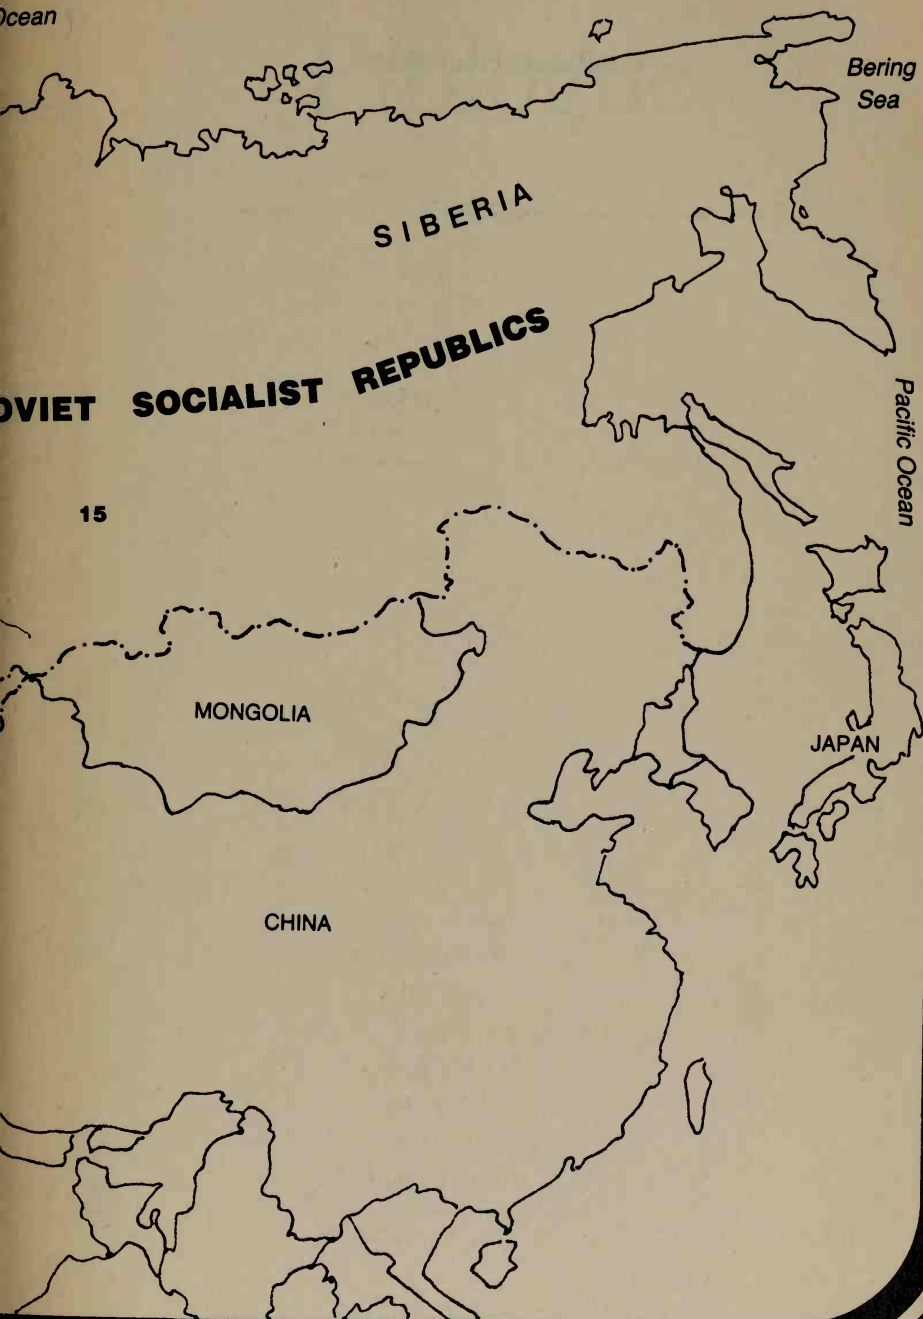 Ocean
Bering
Sea
SIBERIA
OVIET SOCIALIST REPUBLICS
Pacific Ocean
15
MONGOLIA
JAPAN
CHINA